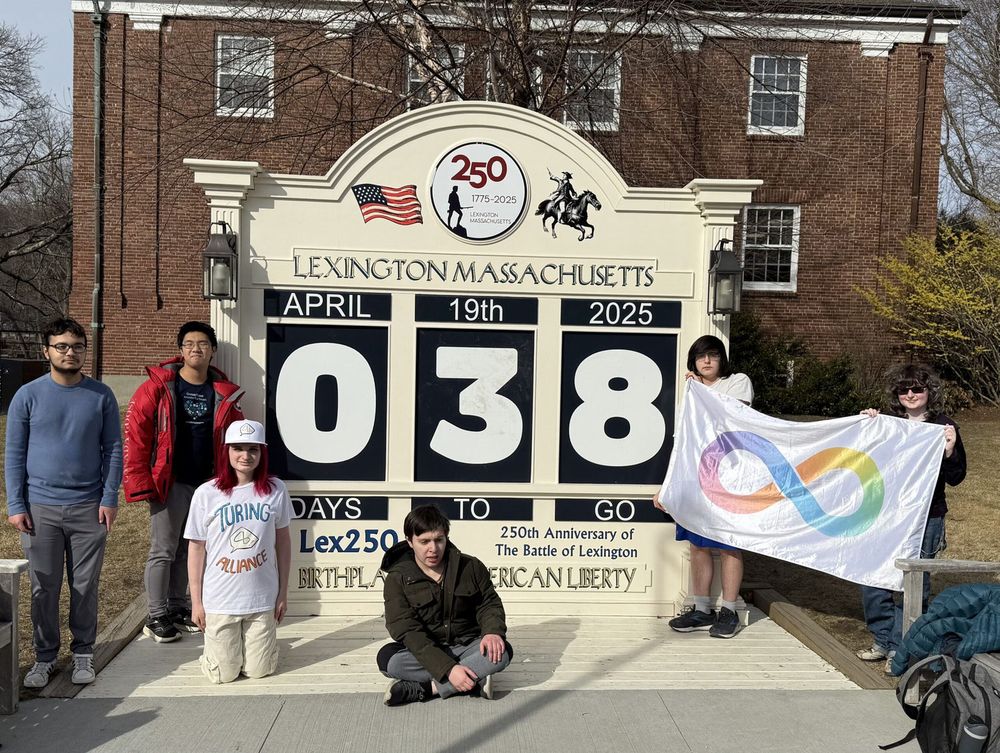 250
1775-2025
LEXINGTON
MASSACHUSETTS
LEXINGTON MASSACHUSETTS
APRIL 19th 2025
038
DAYS TO GO
Lex250
250th Anniversary of
The Battle of Lexington
BIRTHPL ERICAN LIBERTY
TURING
ALLIANCE